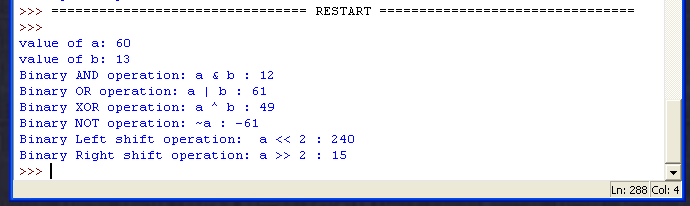 >>> ================================ RESTART ================================
>>>
value of a: 60
value of b: 13
Binary AND operation: a & b : 12
Binary OR operation: a | b : 61
Binary XOR operation: a ^ b : 49
Binary NOT operation: ~a : -61
Binary Left shift operation:  a << 2 : 240
Binary Right shift operation: a >> 2 : 15
>>>
Ln: 288 Col: 4